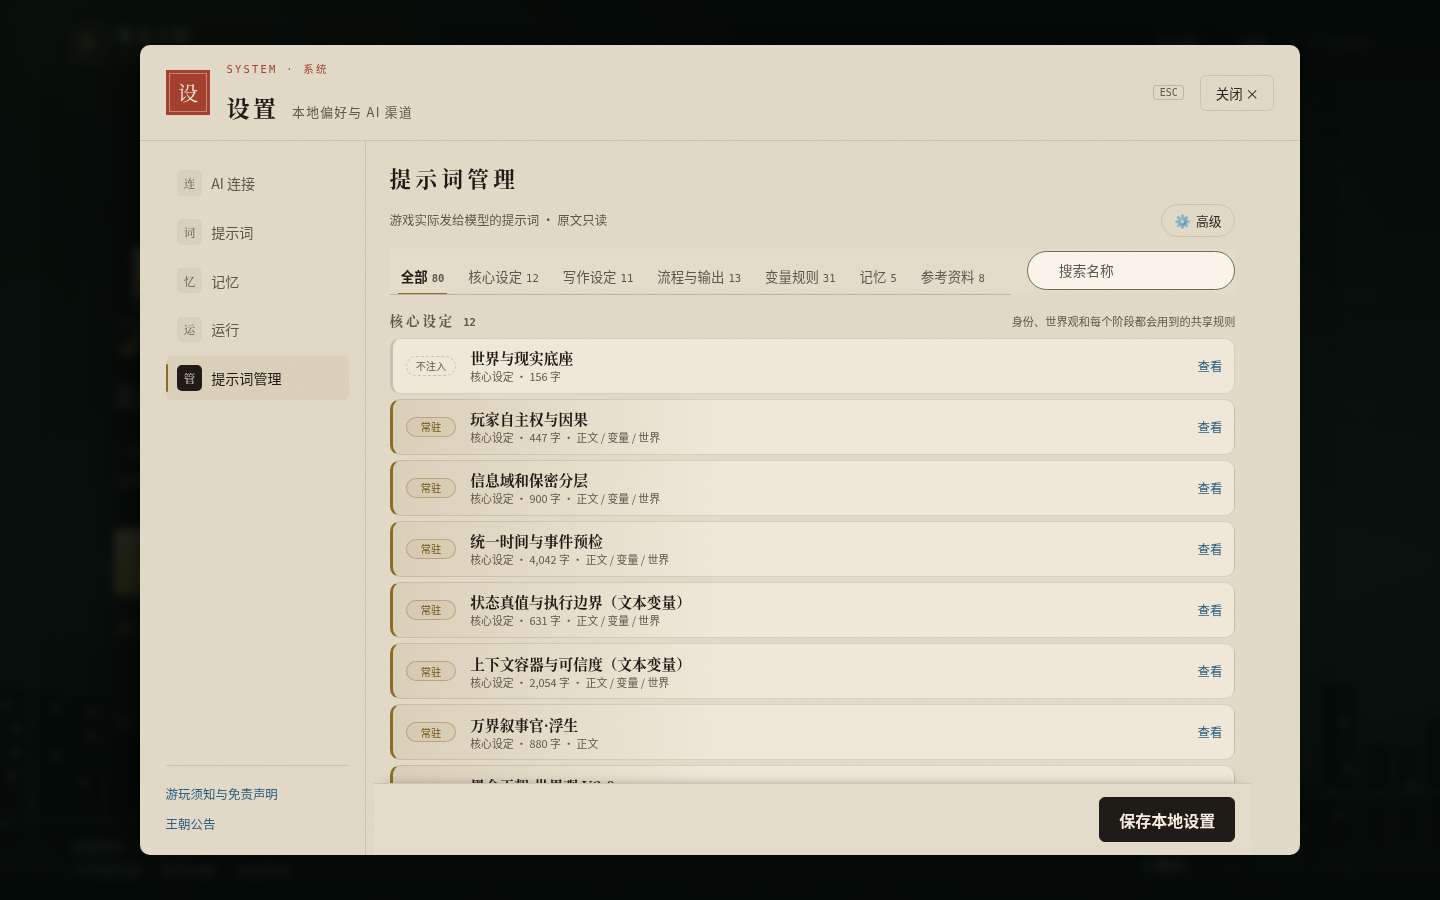 设
SYSTEM · 系统
设置 本地偏好与 AI 渠道
ESC
关闭 ×
连 AI 连接
词 提示词
忆 记忆
运 运行
管 提示词管理
游玩须知与免责声明
王朝公告
提示词管理
游戏实际发给模型的提示词 · 原文只读
⚙️ 高级
全部 80 核心设定 12 写作设定 11 流程与输出 13 变量规则 31 记忆 5 参考资料 8
搜索名称
核心设定 12 身份、世界观和每个阶段都会用到的共享规则
不注入 世界与现实底座 查看
核心设定 · 156 字
常驻 玩家自主权与因果 查看
核心设定 · 447 字 · 正文 / 变量 / 世界
常驻 信息域和保密分层 查看
核心设定 · 900 字 · 正文 / 变量 / 世界
常驻 统一时间与事件预检 查看
核心设定 · 4,042 字 · 正文 / 变量 / 世界
常驻 状态真值与执行边界（文本变量） 查看
核心设定 · 631 字 · 正文 / 变量 / 世界
常驻 上下文容器与可信度（文本变量） 查看
核心设定 · 2,054 字 · 正文 / 变量 / 世界
常驻 万界叙事官·浮生 查看
核心设定 · 880 字 · 正文
保存本地设置